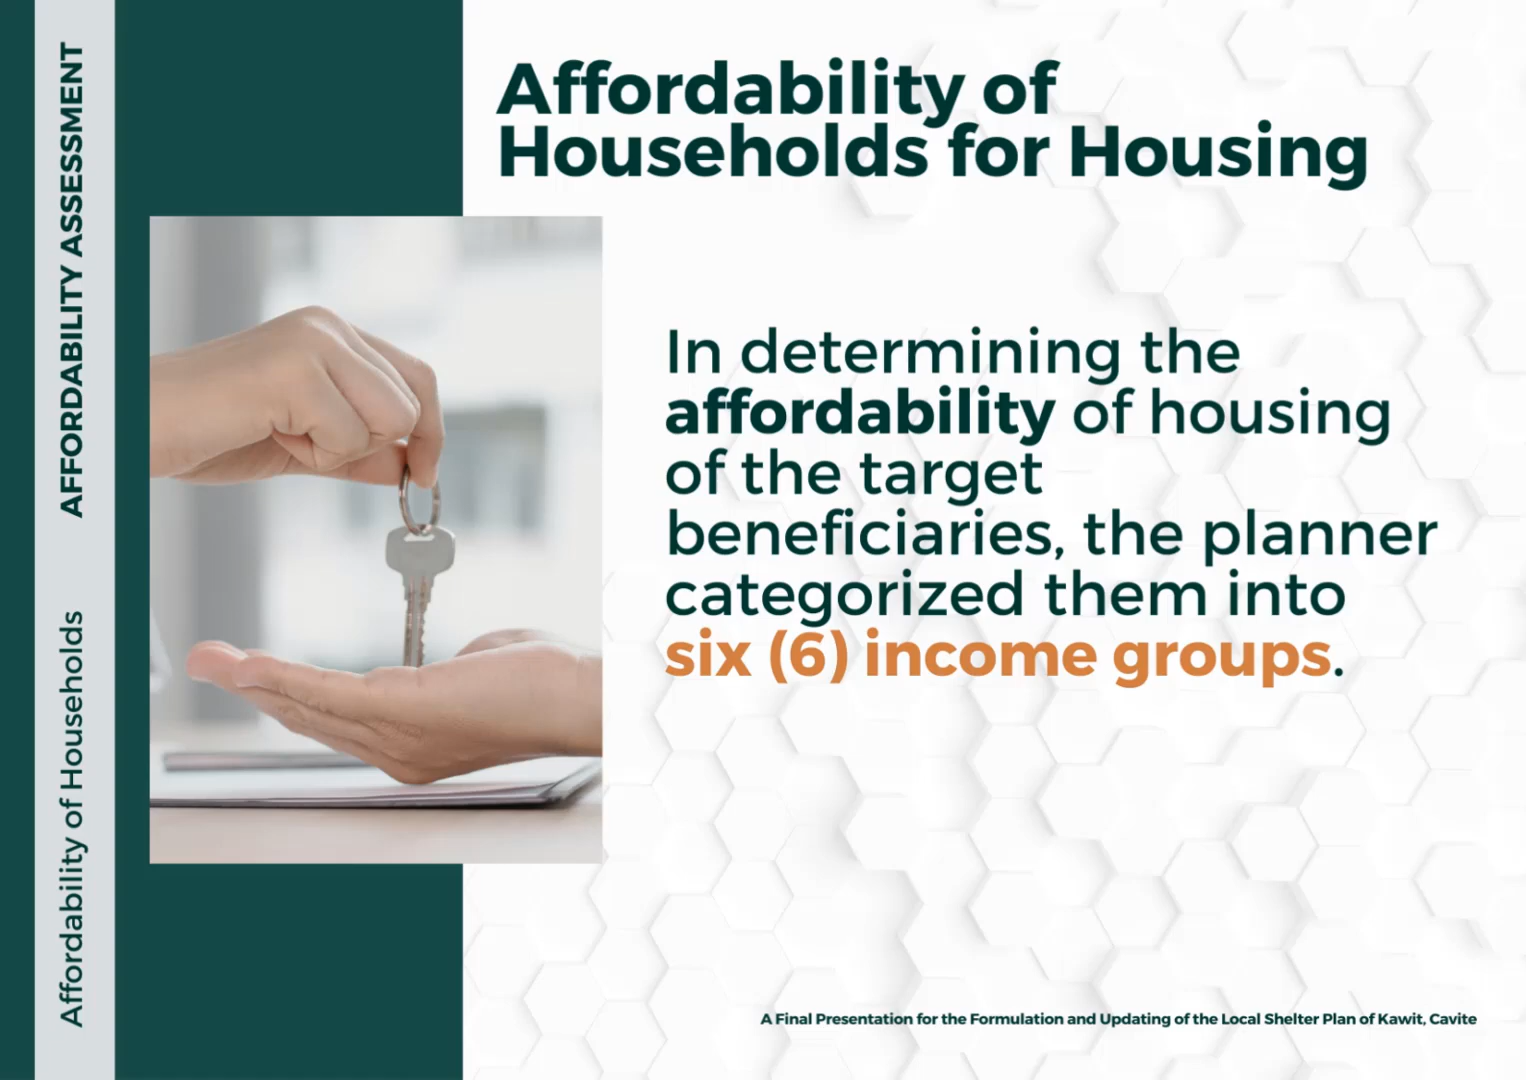 AFFORDABILITY ASSESSMENT
Affordability of Households
Affordability of
Households for Housing
In determining the
affordability of housing
of the target
beneficiaries, the planner
categorized them into
six (6) income groups.
A Final Presentation for the Formulation and Updating of the Local Shelter Plan of Kawit, Cavite